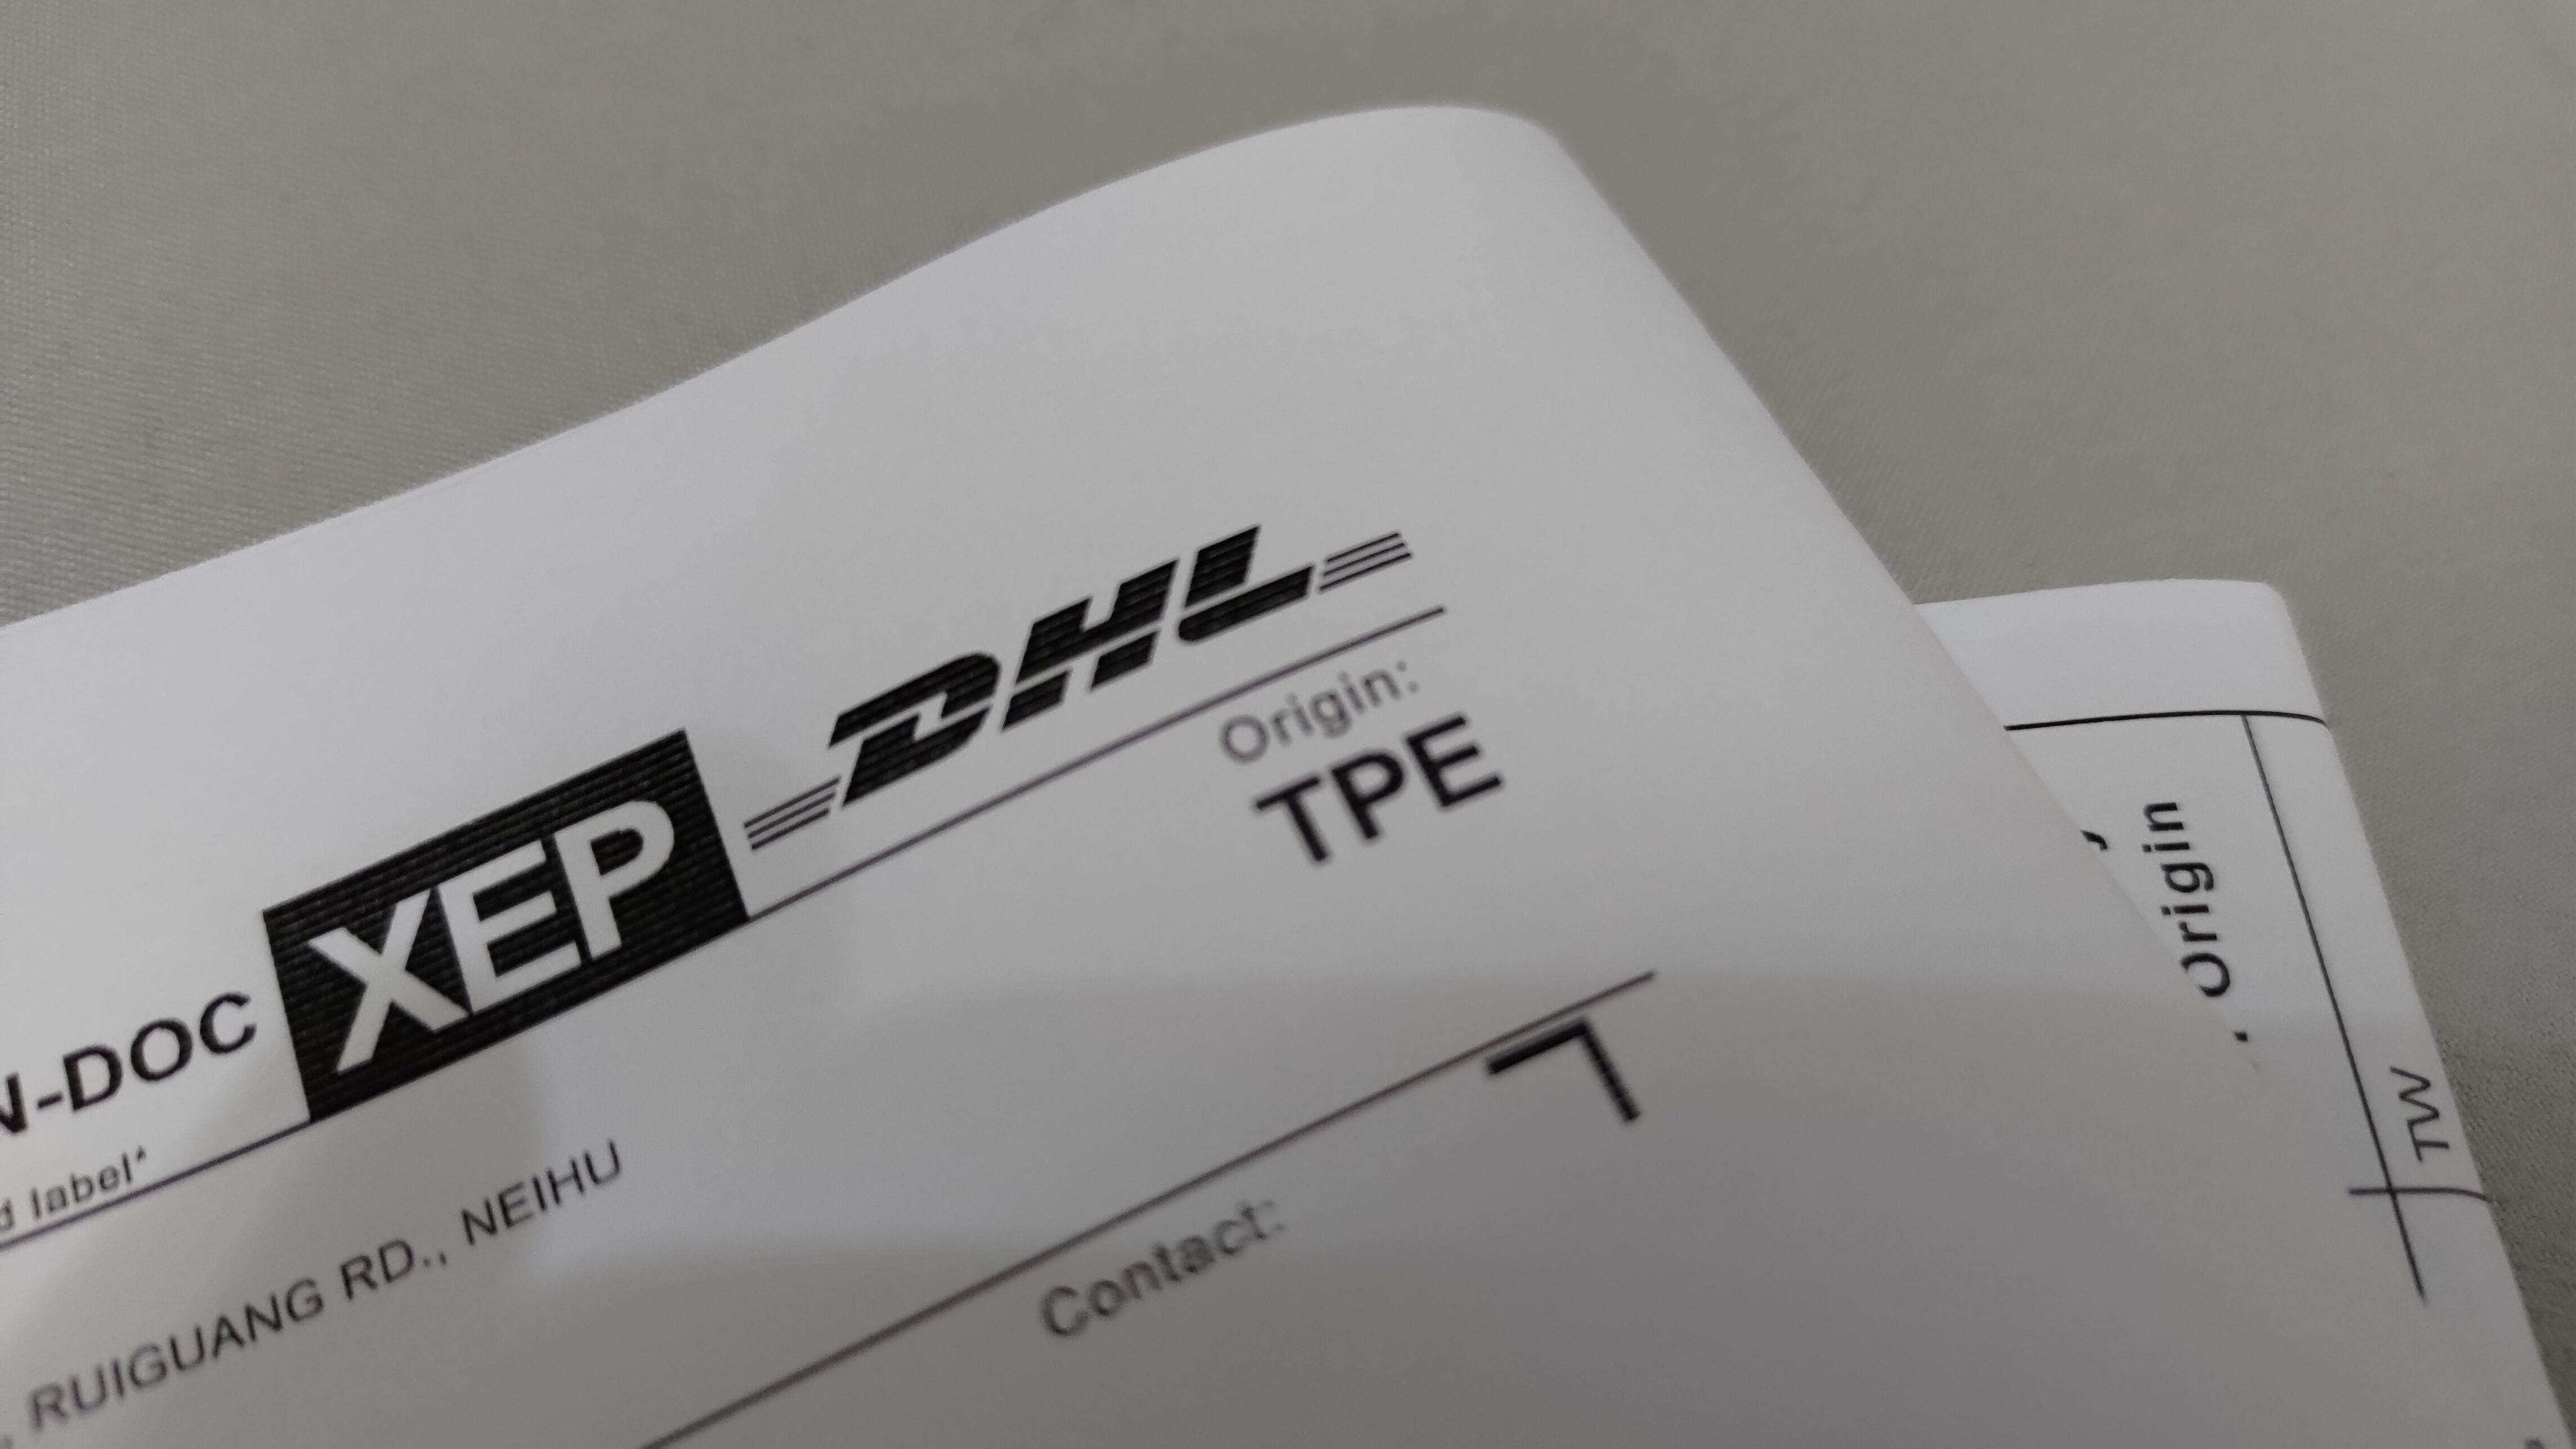 N-DOC XEP DHL
d label*
Origin:
TPE
RUIGUANG RD., NEIHU
Contact:
Origin
TW